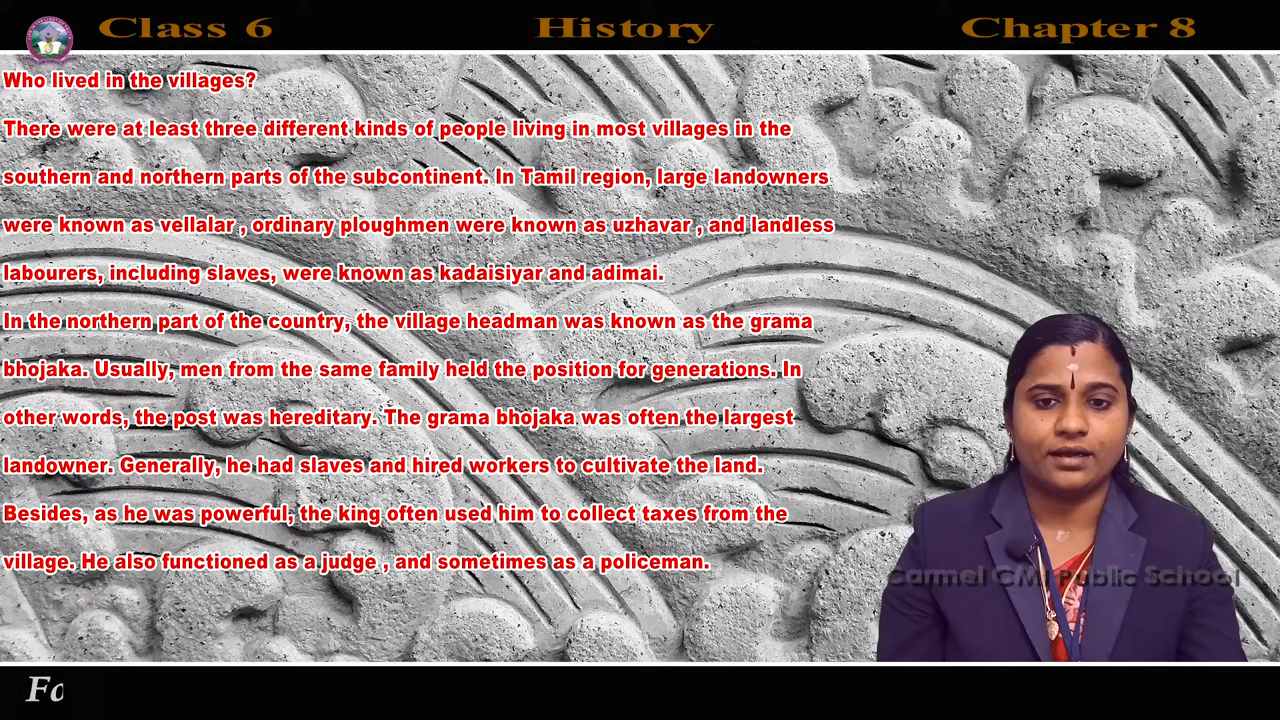 Class 6 History Chapter 8
Who lived in the villages?
There were at least three different kinds of people living in most villages in the
southern and northern parts of the subcontinent. In Tamil region, large landowners
were known as vellalar , ordinary ploughmen were known as uzhavar , and landless
labourers, including slaves, were known as kadaisiyar and adimai.
In the northern part of the country, the village headman was known as the grama
bhojaka. Usually, men from the same family held the position for generations. In
other words, the post was hereditary. The grama bhojaka was often the largest
landowner. Generally, he had slaves and hired workers to cultivate the land.
Besides, as he was powerful, the king often used him to collect taxes from the
village. He also functioned as a judge , and sometimes as a policeman.
Carmel CMI Public School